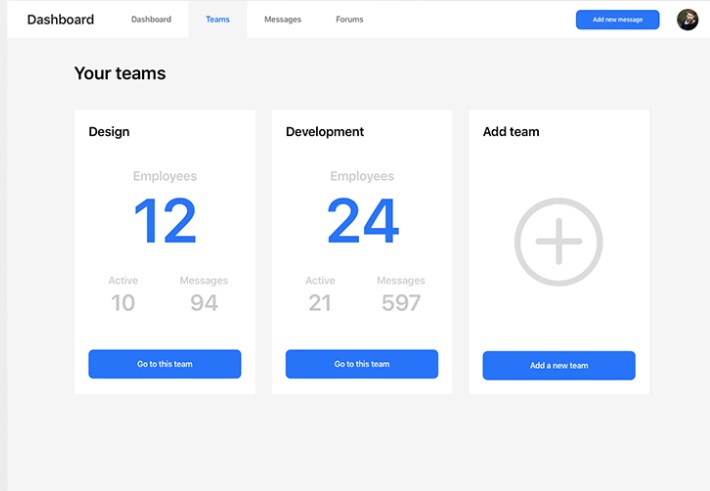 Dashboard Dashboard Teams Messages Forums Add new message
Your teams
Design
Employees
12
Active Messages
10 94
Go to this team
Development
Employees
24
Active Messages
21 597
Go to this team
Add team
Add a new team